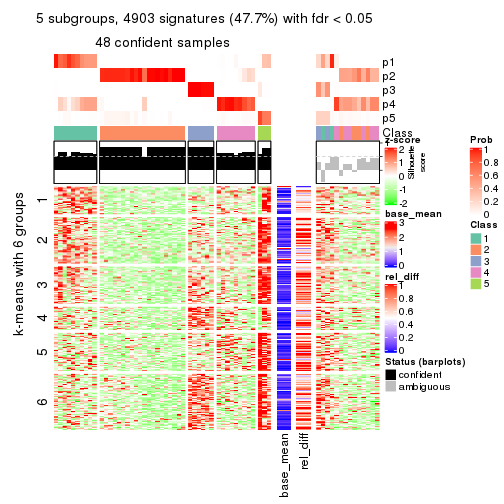 5 subgroups, 4903 signatures (47.7%) with fdr < 0.05
48 confident samples
p1
p2
p3
p4
p5
Class
z-score
2
1
0
-1
-2
Silhouette
score
base_mean
3
2
1
0
rel_diff
1
0.8
0.6
0.4
0.2
0
Status (barplots)
confident
ambiguous
Prob
1
0.8
0.6
0.4
0.2
0
Class
1
2
3
4
5
k-means with 6 groups
1
2
3
4
5
6
base_mean
rel_diff